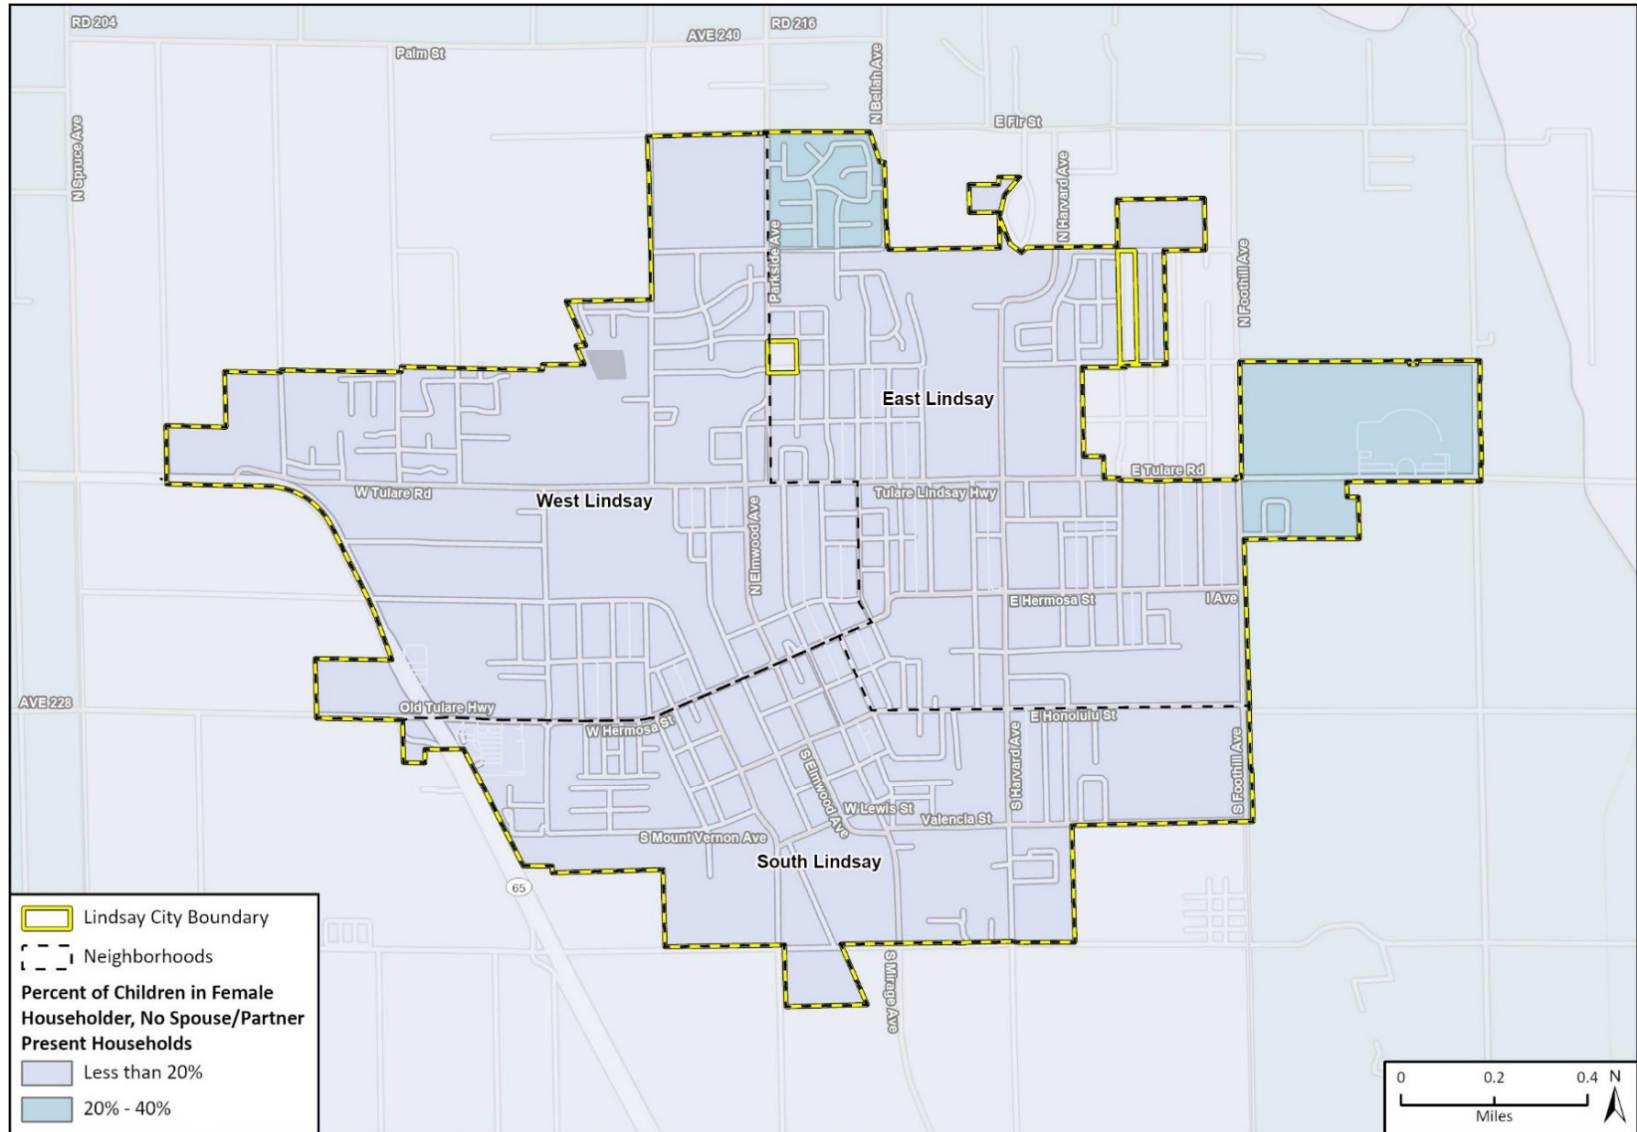 RD 204
RD 216
AVE 240
Palm St
N Bellah Ave
E Fir St
N Spruce Ave
N Harvard Ave
Parkside Ave
N Foothill Ave
East Lindsay
E Tulare Rd
W Tulare Rd
West Lindsay
Tulare Lindsay Hwy
N Elmwood Ave
E Hermosa St
I Ave
AVE 228
Old Tulare Hwy
W Hermosa St
E Honolulu St
S Elmwood Ave
S Harvard Ave
S Foothill Ave
W Lewis St
Valencia St
S Mount Vernon Ave
South Lindsay
65
S Mirage Ave
Lindsay City Boundary
Neighborhoods
Percent of Children in Female
Householder, No Spouse/Partner
Present Households
Less than 20%
20% - 40%
0 0.2 0.4 N
Miles